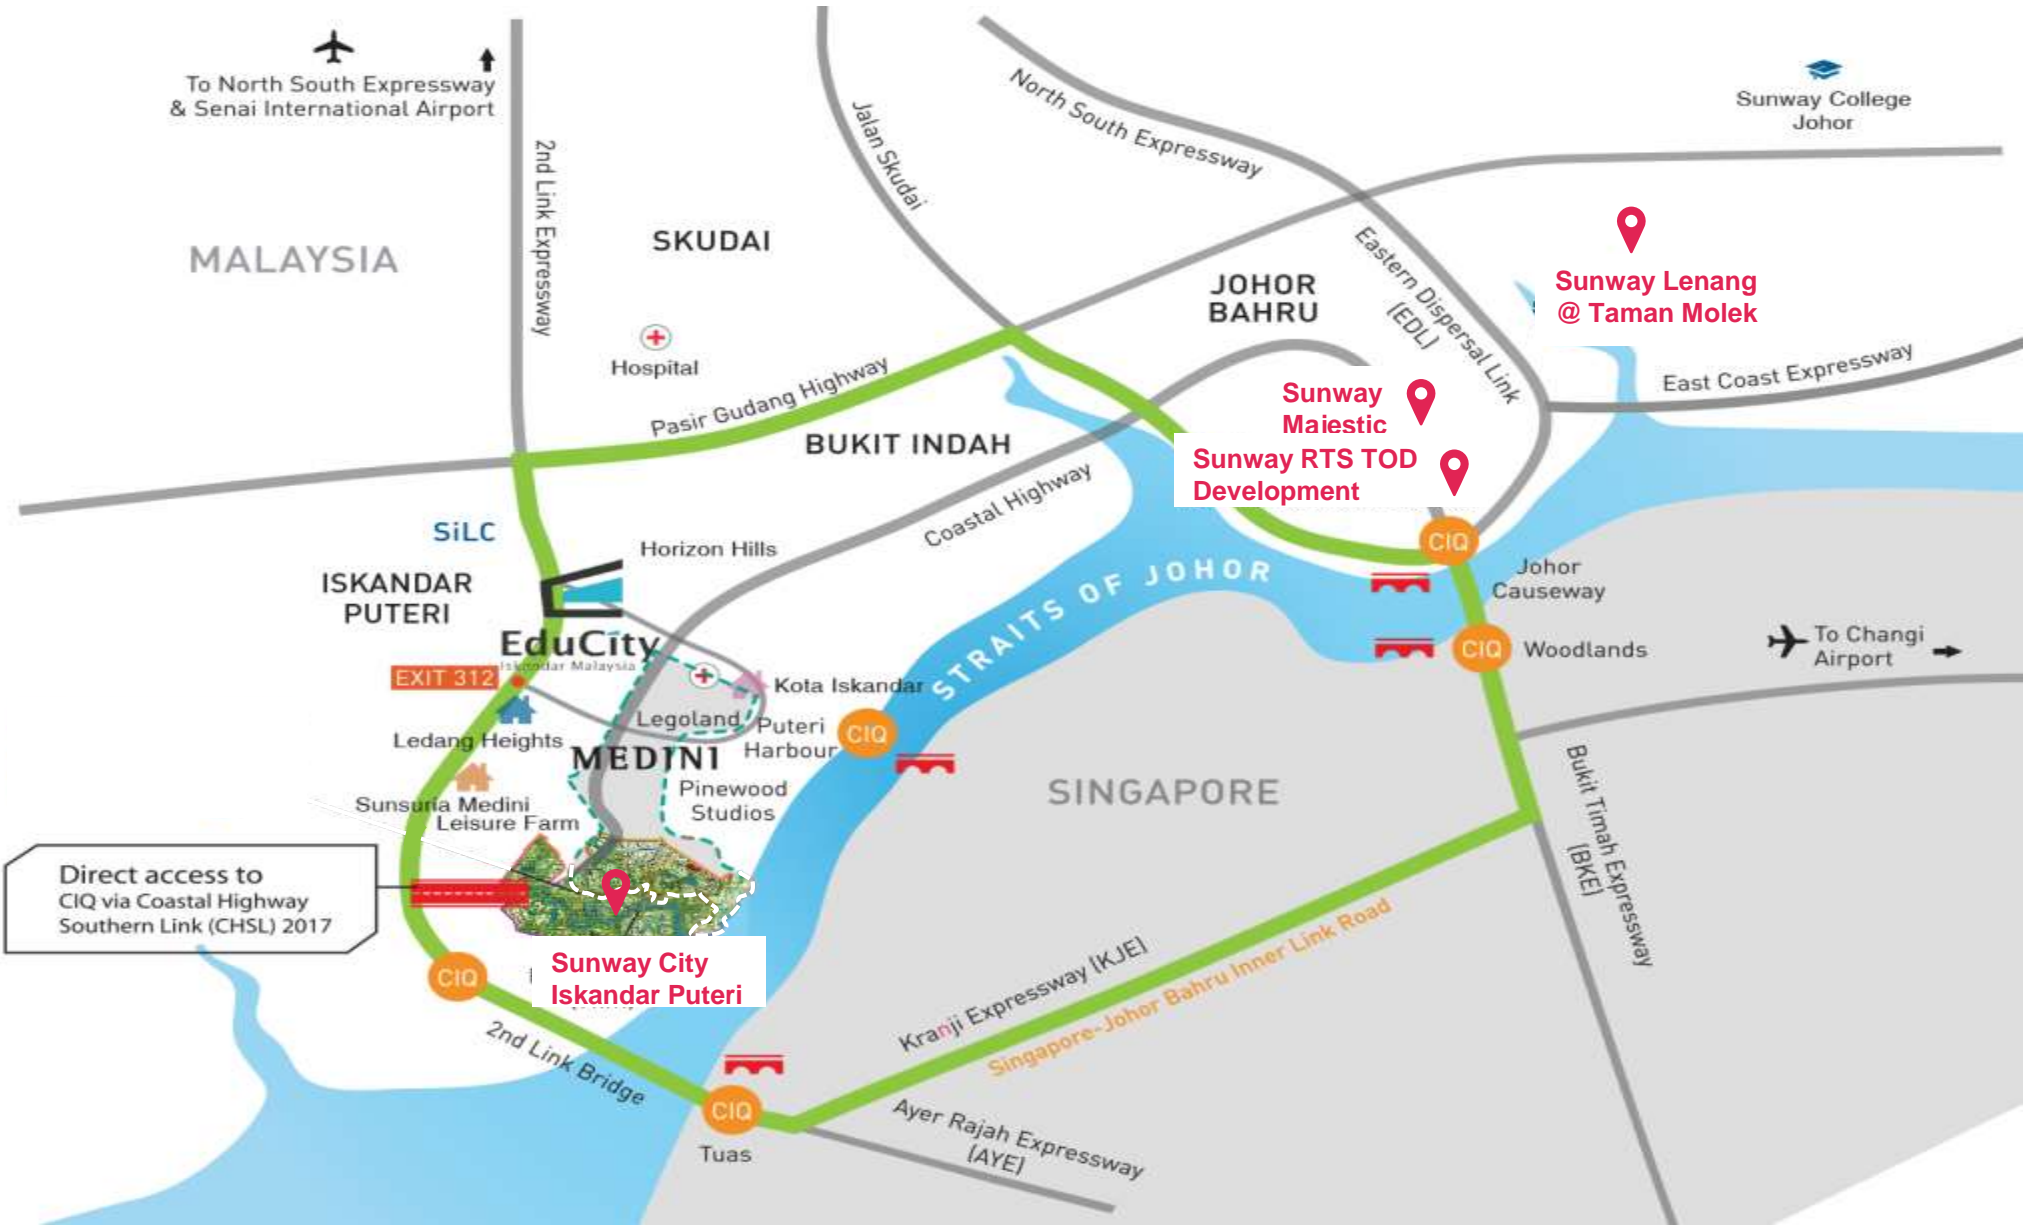 To North South Expressway
& Senai International Airport
2nd Link Expressway
Jalan Skudai
North South Expressway
Sunway College
Johor
MALAYSIA
SKUDAI
JOHOR
BAHRU
Eastern Dispersal Link
(EDL)
Sunway Lenang
@ Taman Molek
Hospital
Pasir Gudang Highway
East Coast Expressway
Sunway
Majestic
BUKIT INDAH
Sunway RTS TOD
Development
Coastal Highway
SiLC
Horizon Hills
CIQ
ISKANDAR
PUTERI
STRAITS OF JOHOR
Johor
Causeway
EduCity
Iskandar Malaysia
CIQ
Woodlands
To Changi
Airport
EXIT 312
Kota Iskandar
Legoland
Puteri
Harbour
CIQ
Ledang Heights
MEDINI
Pinewood
Studios
SINGAPORE
Bukit Timah Expressway
(BKE)
Sunsuria Medini
Leisure Farm
Direct access to
CIQ via Coastal Highway
Southern Link (CHSL) 2017
CIQ
Sunway City
Iskandar Puteri
Kranji Expressway (KJE)
Singapore-Johor Bahru Inner Link Road
2nd Link Bridge
CIQ
Tuas
Ayer Rajah Expressway
(AYE)